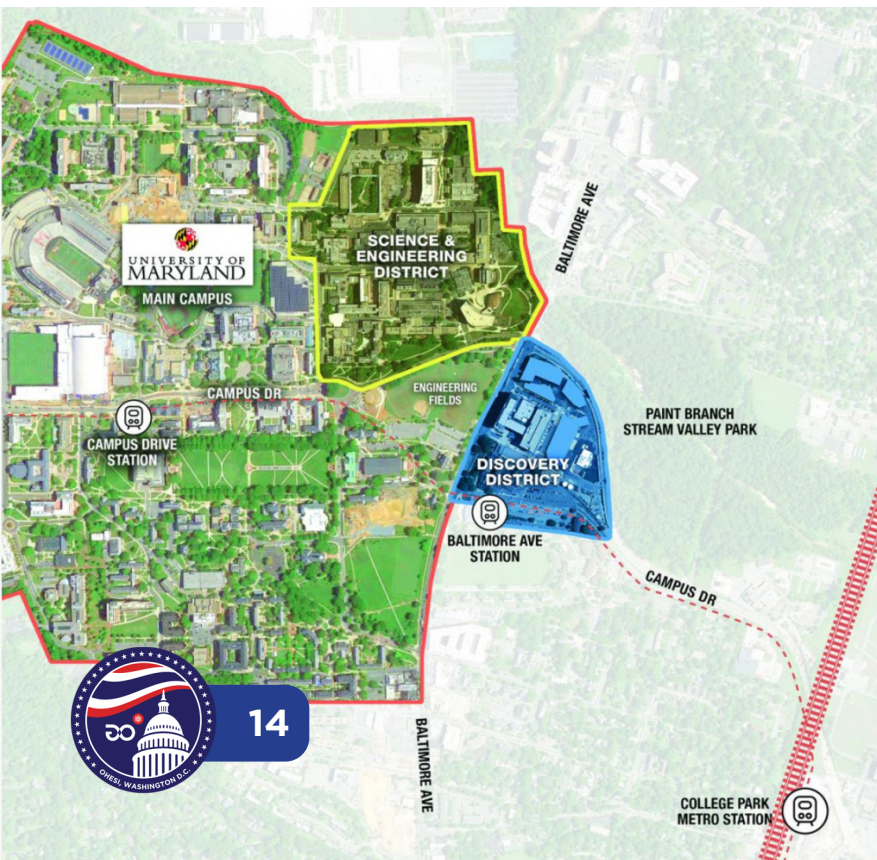 BALTIMORE AVE
SCIENCE &
ENGINEERING
DISTRICT
UNIVERSITY OF
MARYLAND
MAIN CAMPUS
CAMPUS DR
ENGINEERING
FIELDS
PAINT BRANCH
STREAM VALLEY PARK
CAMPUS DRIVE
STATION
DISCOVERY
DISTRICT
BALTIMORE AVE
STATION
CAMPUS DR
14
OHESI, WASHINGTON D.C.
BALTIMORE AVE
COLLEGE PARK
METRO STATION